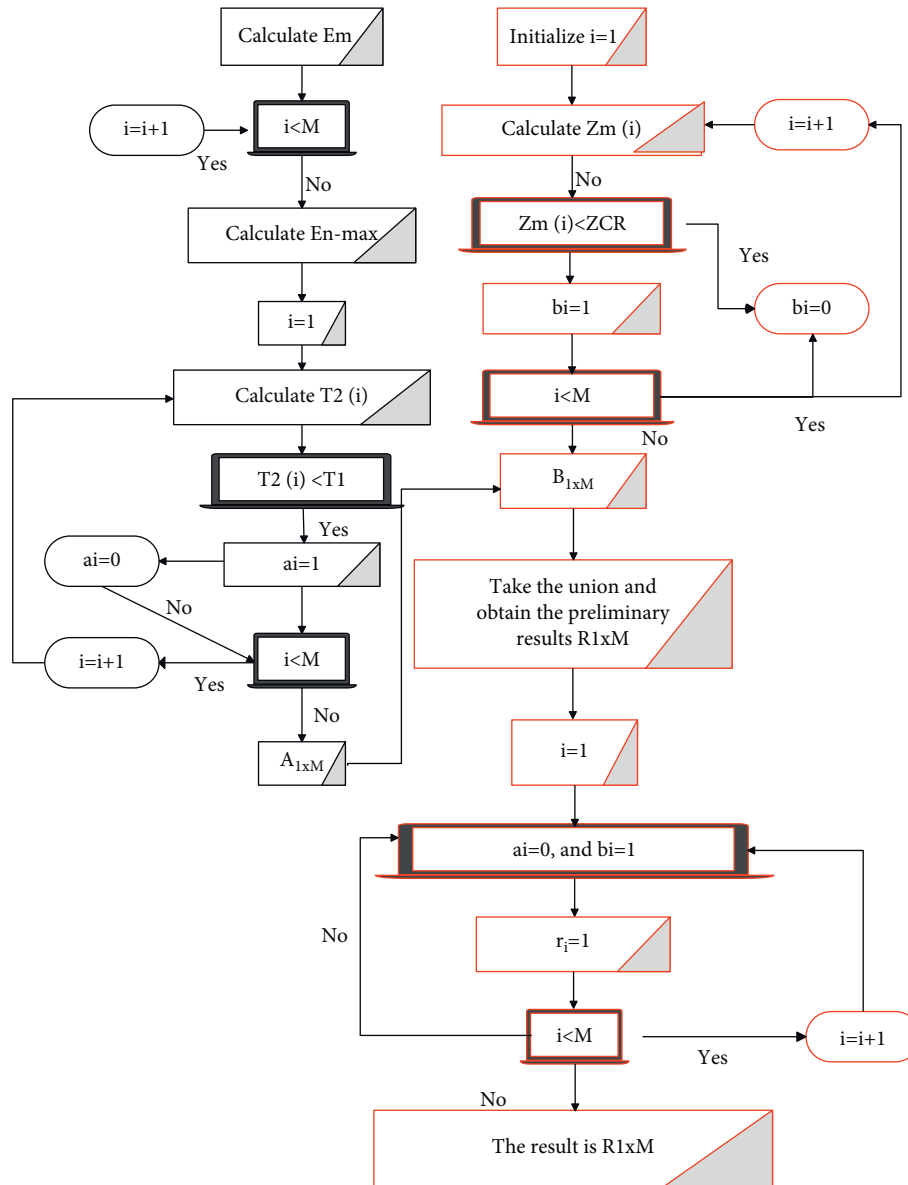 Calculate Em
i=i+1
i<M
Yes
No
Calculate En-max
i=1
Calculate T2 (i)
T2 (i) <T1
Yes
ai=0
ai=1
No
i=i+1
i<M
Yes
No
A1xM
Initialize i=1
Calculate Zm (i)
i=i+1
No
Zm (i)<ZCR
Yes
bi=1
bi=0
i<M
Yes
No
B1xM
Take the union and
obtain the preliminary
results R1xM
i=1
ai=0, and bi=1
No
ri=1
i<M
Yes
i=i+1
No
The result is R1xM